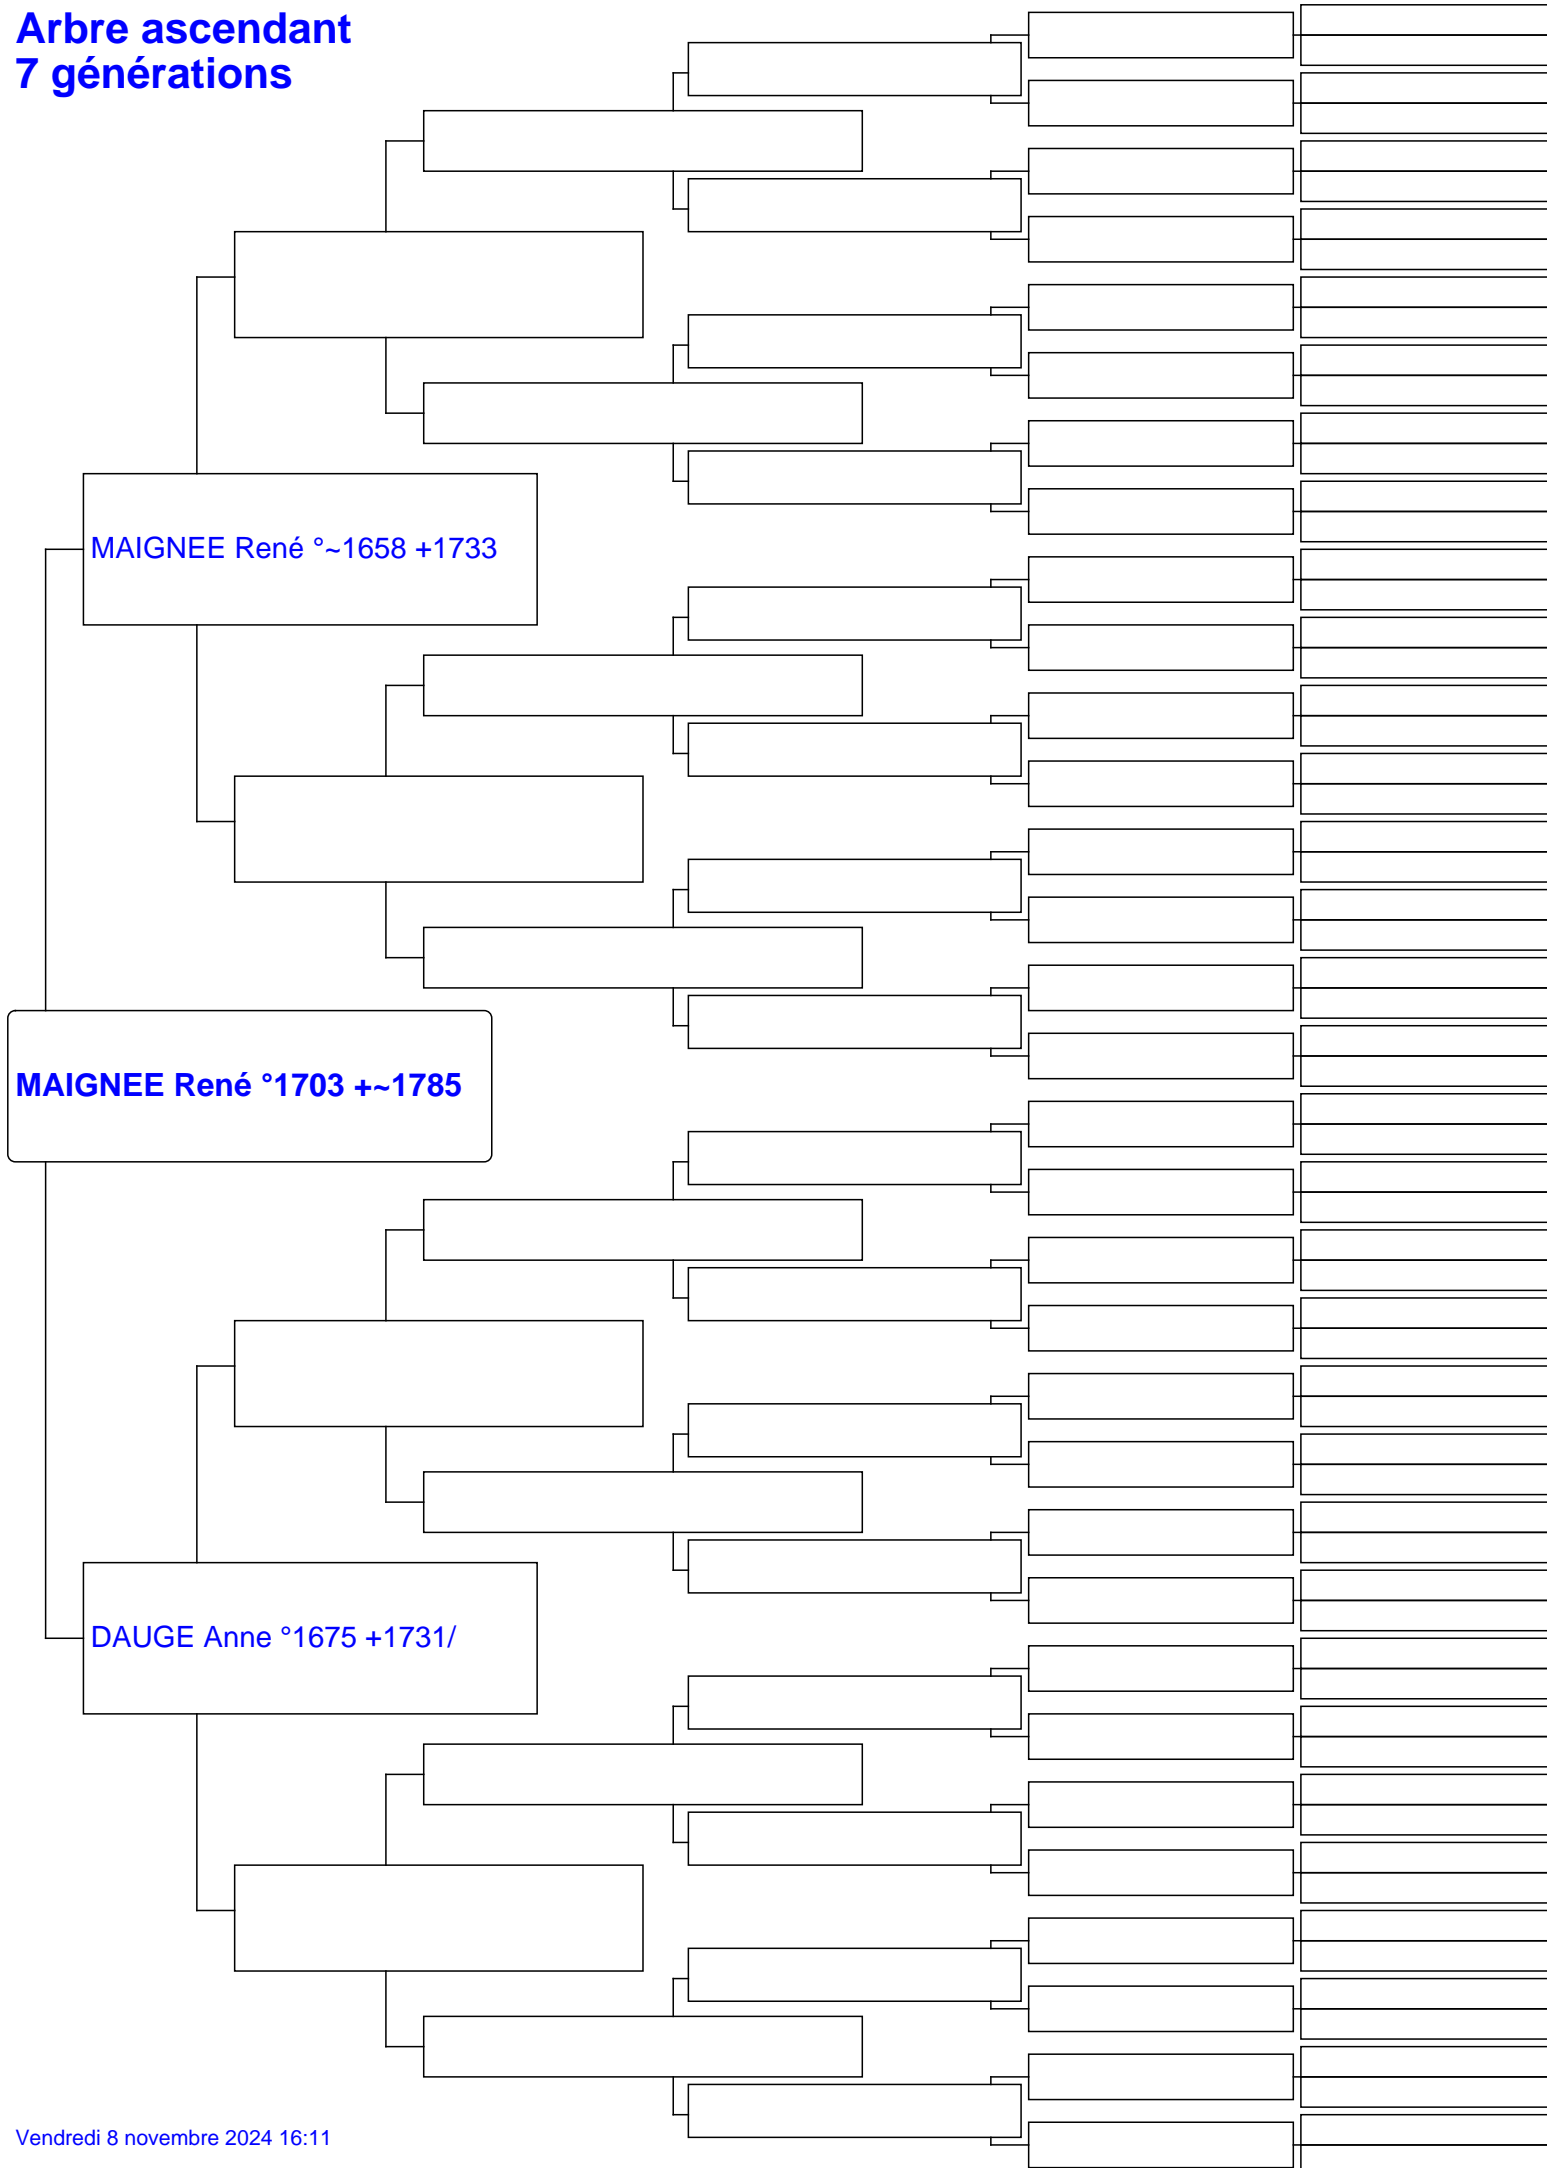 Arbre ascendant
7 générations
MAIGNEE René °~1658 +1733
MAIGNEE René °1703 +~1785
DAUGE Anne °1675 +1731/
Vendredi 8 novembre 2024 16:11